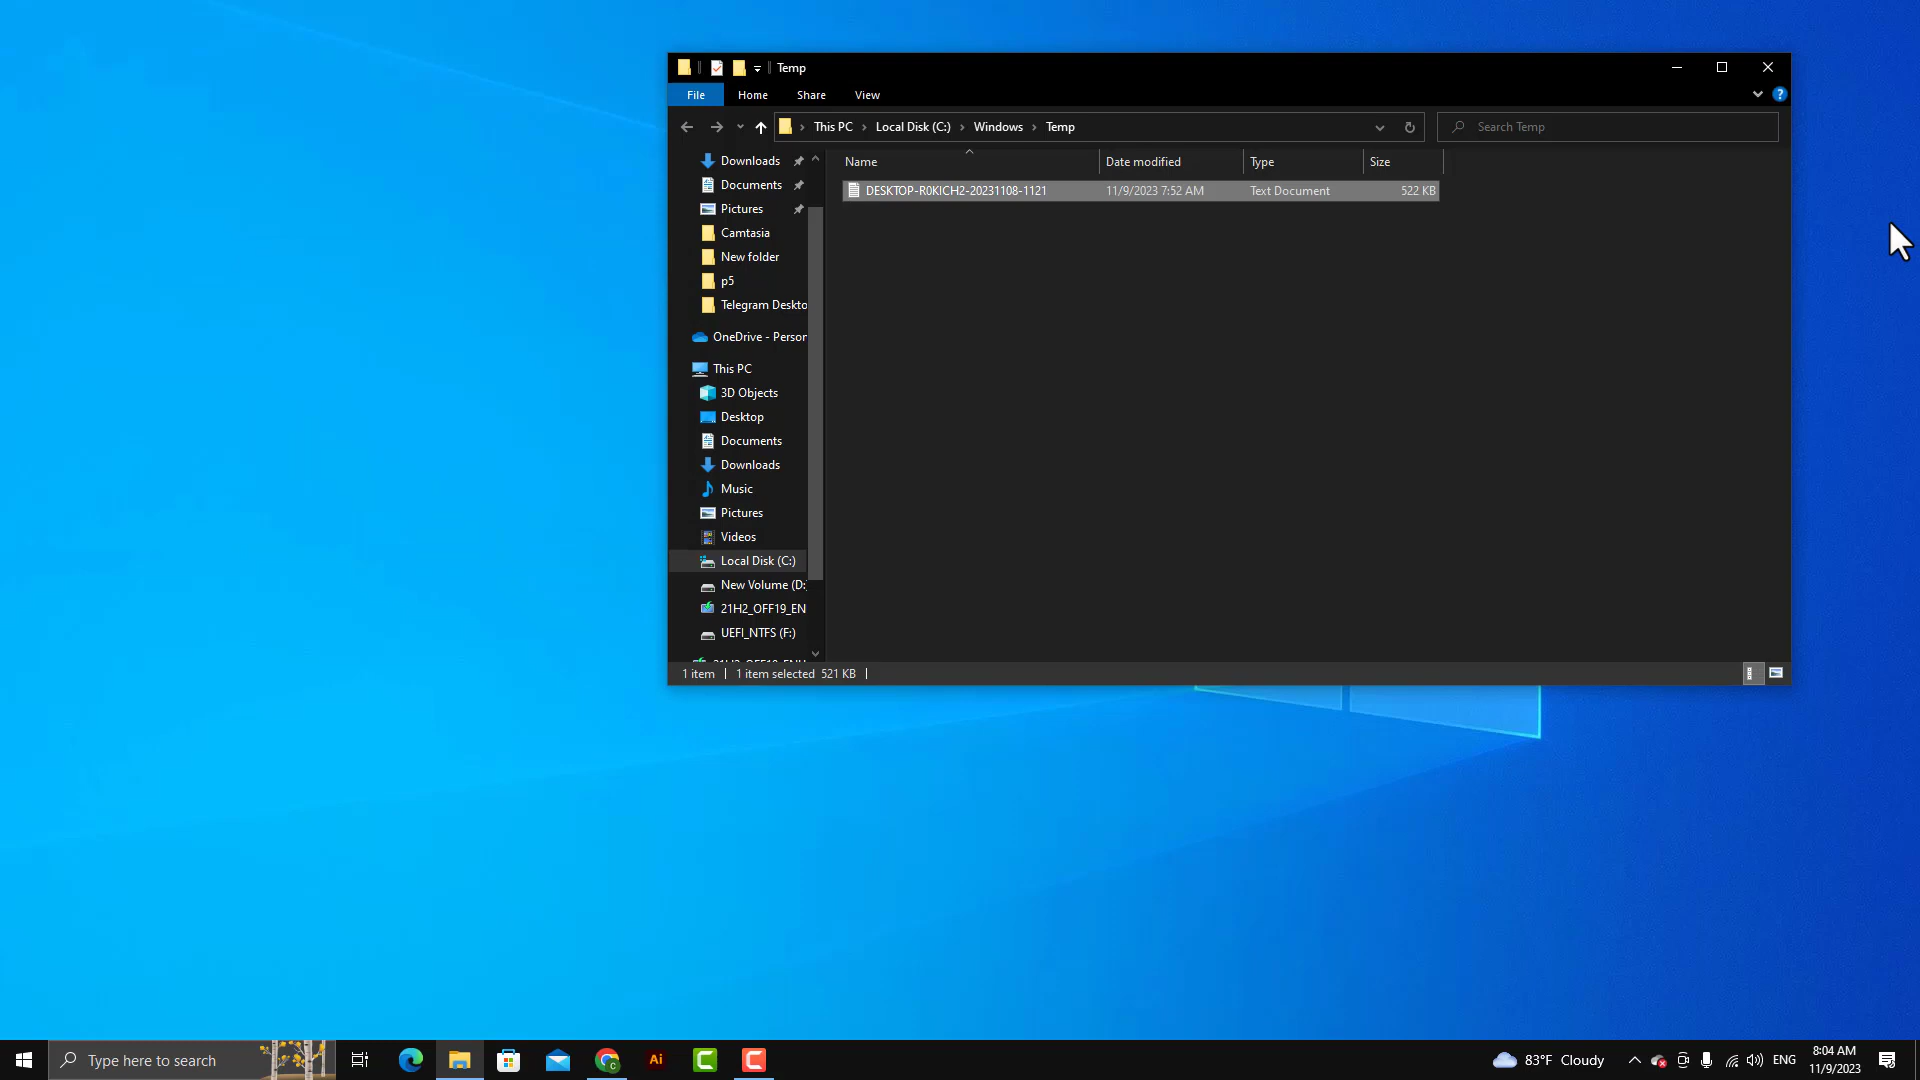 Temp
File Home Share View
This PC Local Disk (C:) Windows Temp
Search Temp
Name Date modified Type Size
DESKTOP-R0KICH2-20231108-1121 11/9/2023 7:52 AM Text Document 522 KB
Downloads
Documents
Pictures
Camtasia
New folder
p5
Telegram Deskto
OneDrive - Person
This PC
3D Objects
Desktop
Documents
Downloads
Music
Pictures
Videos
Local Disk (C:)
New Volume (D:
21H2_OFF19_EN
UEFI_NTFS (F:)
1 item 1 item selected 521 KB
Type here to search
Ai
83°F Cloudy
ENG
8:04 AM
11/9/2023